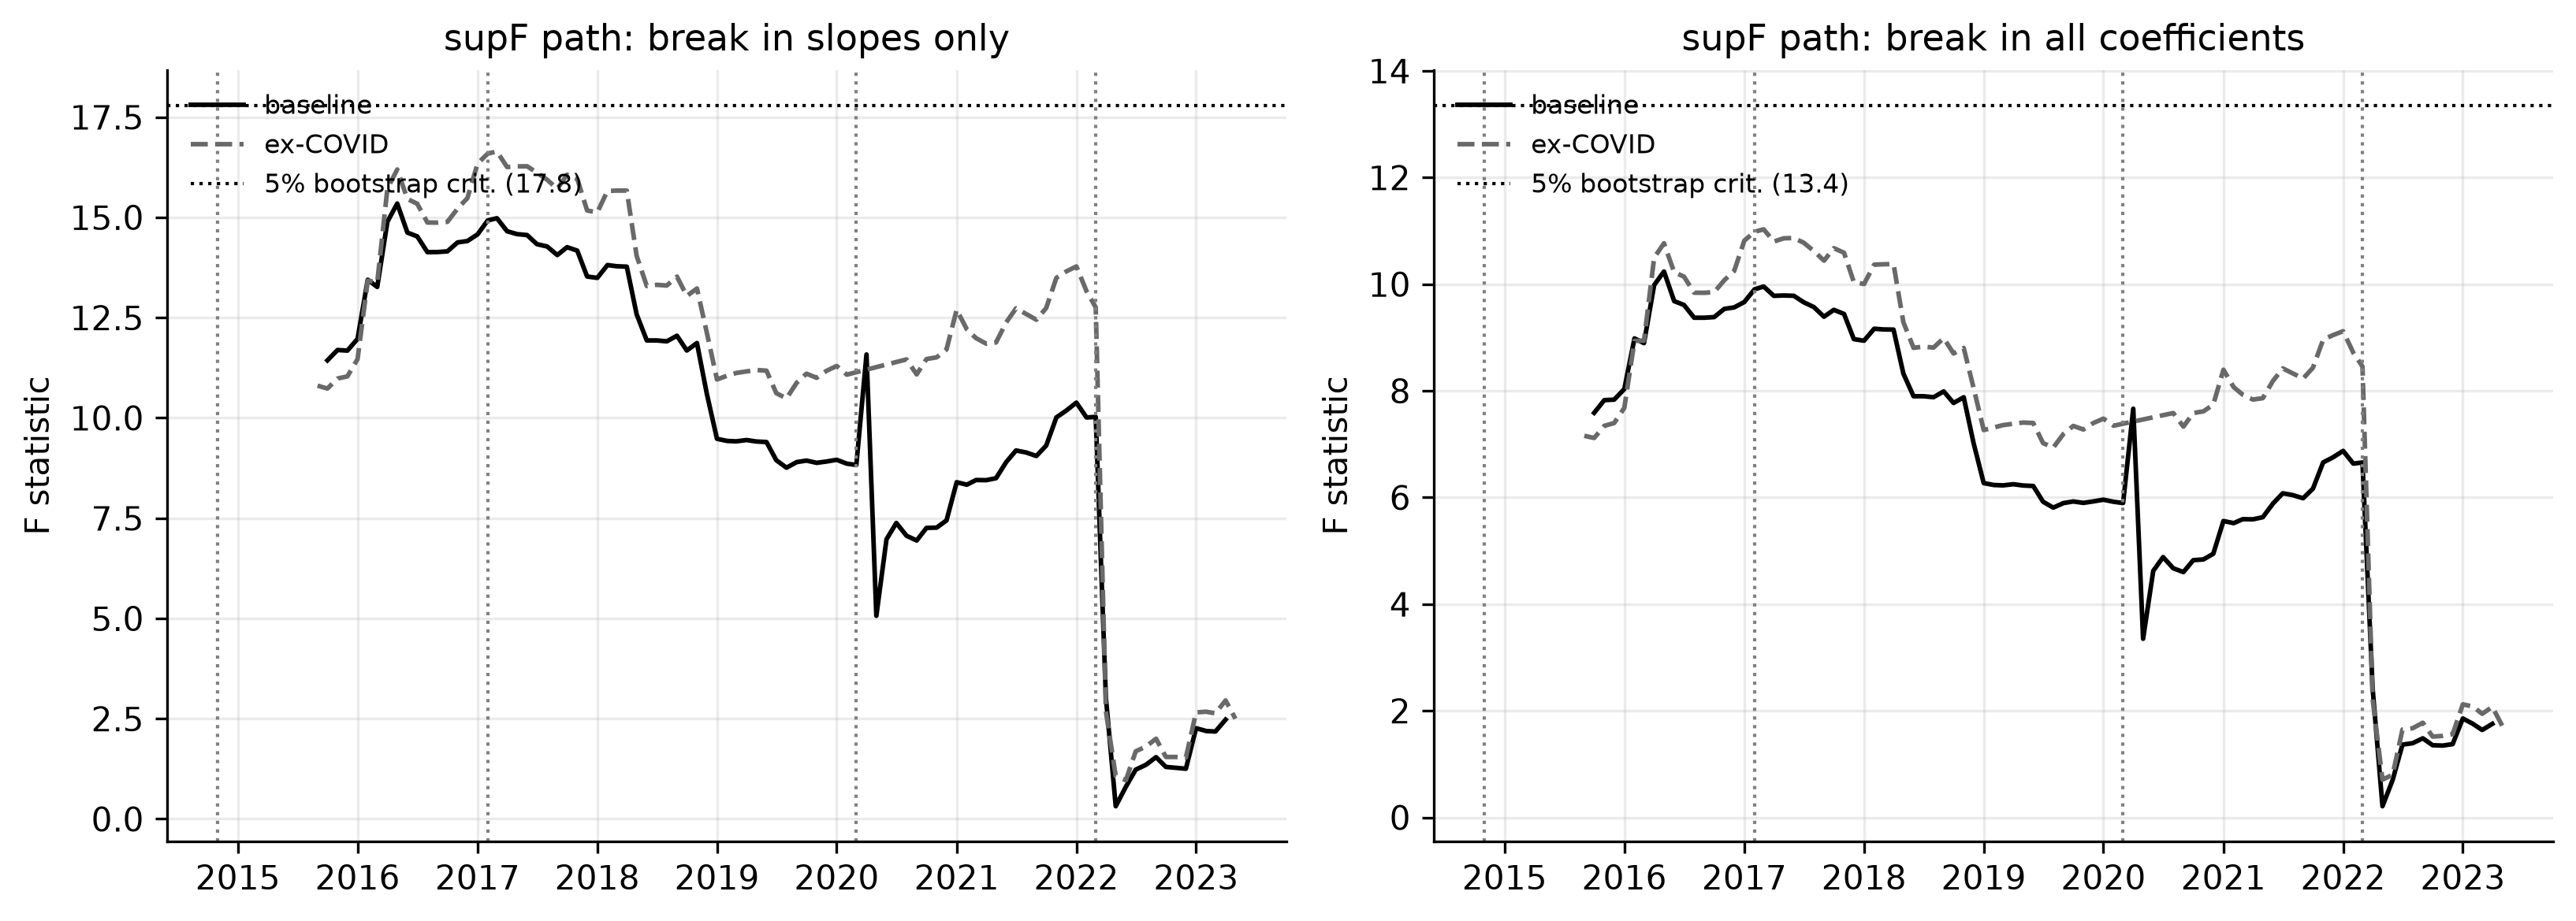 supF path: break in slopes only
F statistic
17.5
15.0
12.5
10.0
7.5
5.0
2.5
0.0
baseline
ex-COVID
5% bootstrap crit. (17.8)
2015 2016 2017 2018 2019 2020 2021 2022 2023
supF path: break in all coefficients
F statistic
14
12
10
8
6
4
2
0
baseline
ex-COVID
5% bootstrap crit. (13.4)
2015 2016 2017 2018 2019 2020 2021 2022 2023